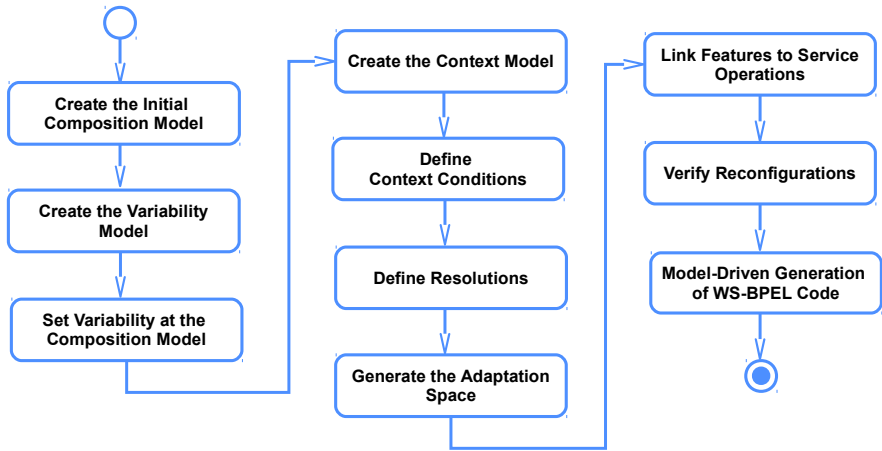 Create the Initial
Composition Model
Create the Variability
Model
Set Variability at the
Composition Model
Create the Context Model
Define
Context Conditions
Define Resolutions
Generate the Adaptation
Space
Link Features to Service
Operations
Verify Reconfigurations
Model-Driven Generation
of WS-BPEL Code